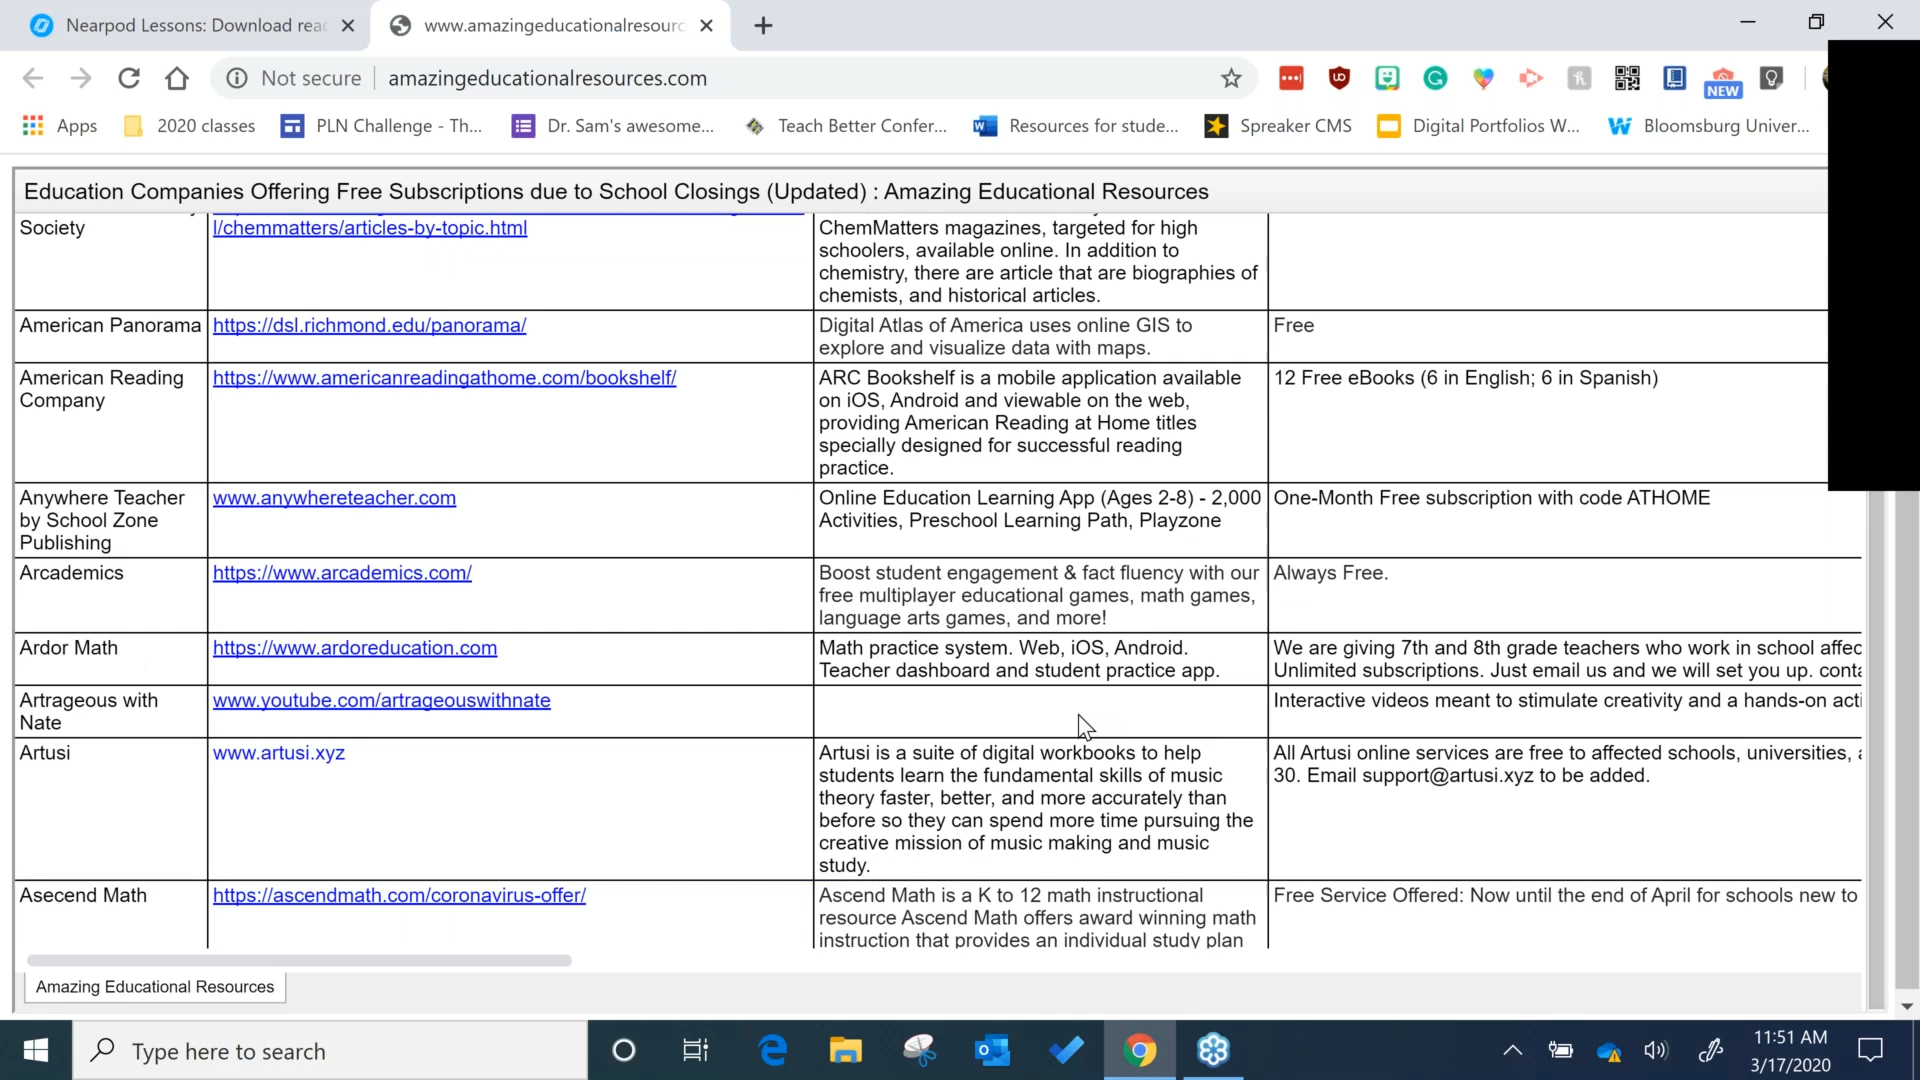 Nearpod Lessons: Download rea
www.amazingeducationalresourc
Not secure
amazingeducationalresources.com
NEW
Apps
2020 classes
PLN Challenge - Th...
Dr. Sam's awesome...
Teach Better Confer...
Resources for stude...
Spreaker CMS
Digital Portfolios W...
Bloomsburg Univer...
Education Companies Offering Free Subscriptions due to School Closings (Updated) : Amazing Educational Resources
Society
l/chemmatters/articles-by-topic.html
ChemMatters magazines, targeted for high
schoolers, available online. In addition to
chemistry, there are article that are biographies of
chemists, and historical articles.
American Panorama
https://dsl.richmond.edu/panorama/
Digital Atlas of America uses online GIS to
explore and visualize data with maps.
Free
American Reading
Company
https://www.americanreadingathome.com/bookshelf/
ARC Bookshelf is a mobile application available
on iOS, Android and viewable on the web,
providing American Reading at Home titles
specially designed for successful reading
practice.
12 Free eBooks (6 in English; 6 in Spanish)
Anywhere Teacher
by School Zone
Publishing
www.anywhereteacher.com
Online Education Learning App (Ages 2-8) - 2,000
Activities, Preschool Learning Path, Playzone
One-Month Free subscription with code ATHOME
Arcademics
https://www.arcademics.com/
Boost student engagement & fact fluency with our
free multiplayer educational games, math games,
language arts games, and more!
Always Free.
Ardor Math
https://www.ardoreducation.com
Math practice system. Web, iOS, Android.
Teacher dashboard and student practice app.
We are giving 7th and 8th grade teachers who work in school affec
Unlimited subscriptions. Just email us and we will set you up. conta
Artrageous with
Nate
www.youtube.com/artrageouswithnate
Interactive videos meant to stimulate creativity and a hands-on acti
Artusi
www.artusi.xyz
Artusi is a suite of digital workbooks to help
students learn the fundamental skills of music
theory faster, better, and more accurately than
before so they can spend more time pursuing the
creative mission of music making and music
study.
All Artusi online services are free to affected schools, universities, a
30. Email support@artusi.xyz to be added.
Asecend Math
https://ascendmath.com/coronavirus-offer/
Ascend Math is a K to 12 math instructional
resource Ascend Math offers award winning math
instruction that provides an individual study plan
Free Service Offered: Now until the end of April for schools new to
Amazing Educational Resources
Type here to search
11:51 AM
3/17/2020